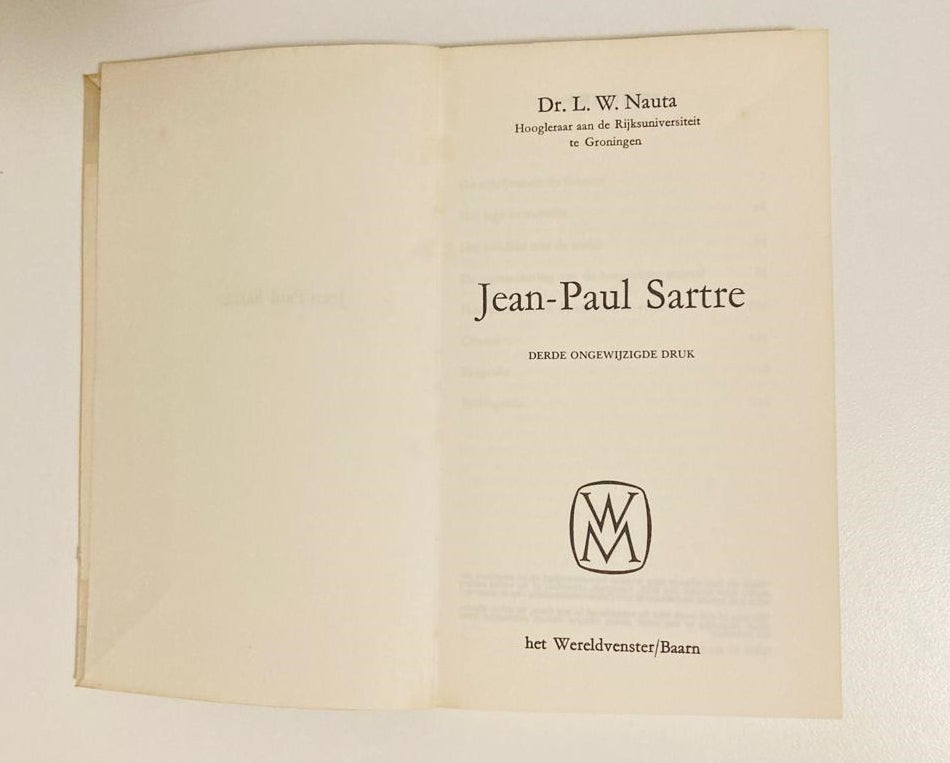 Dr. L. W. Nauta
Hoogleraar aan de Rijksuniversiteit
te Groningen
Jean-Paul Sartre
DERDE ONGEWIJZIGDE DRUK
WM
het Wereldvenster/Baarn